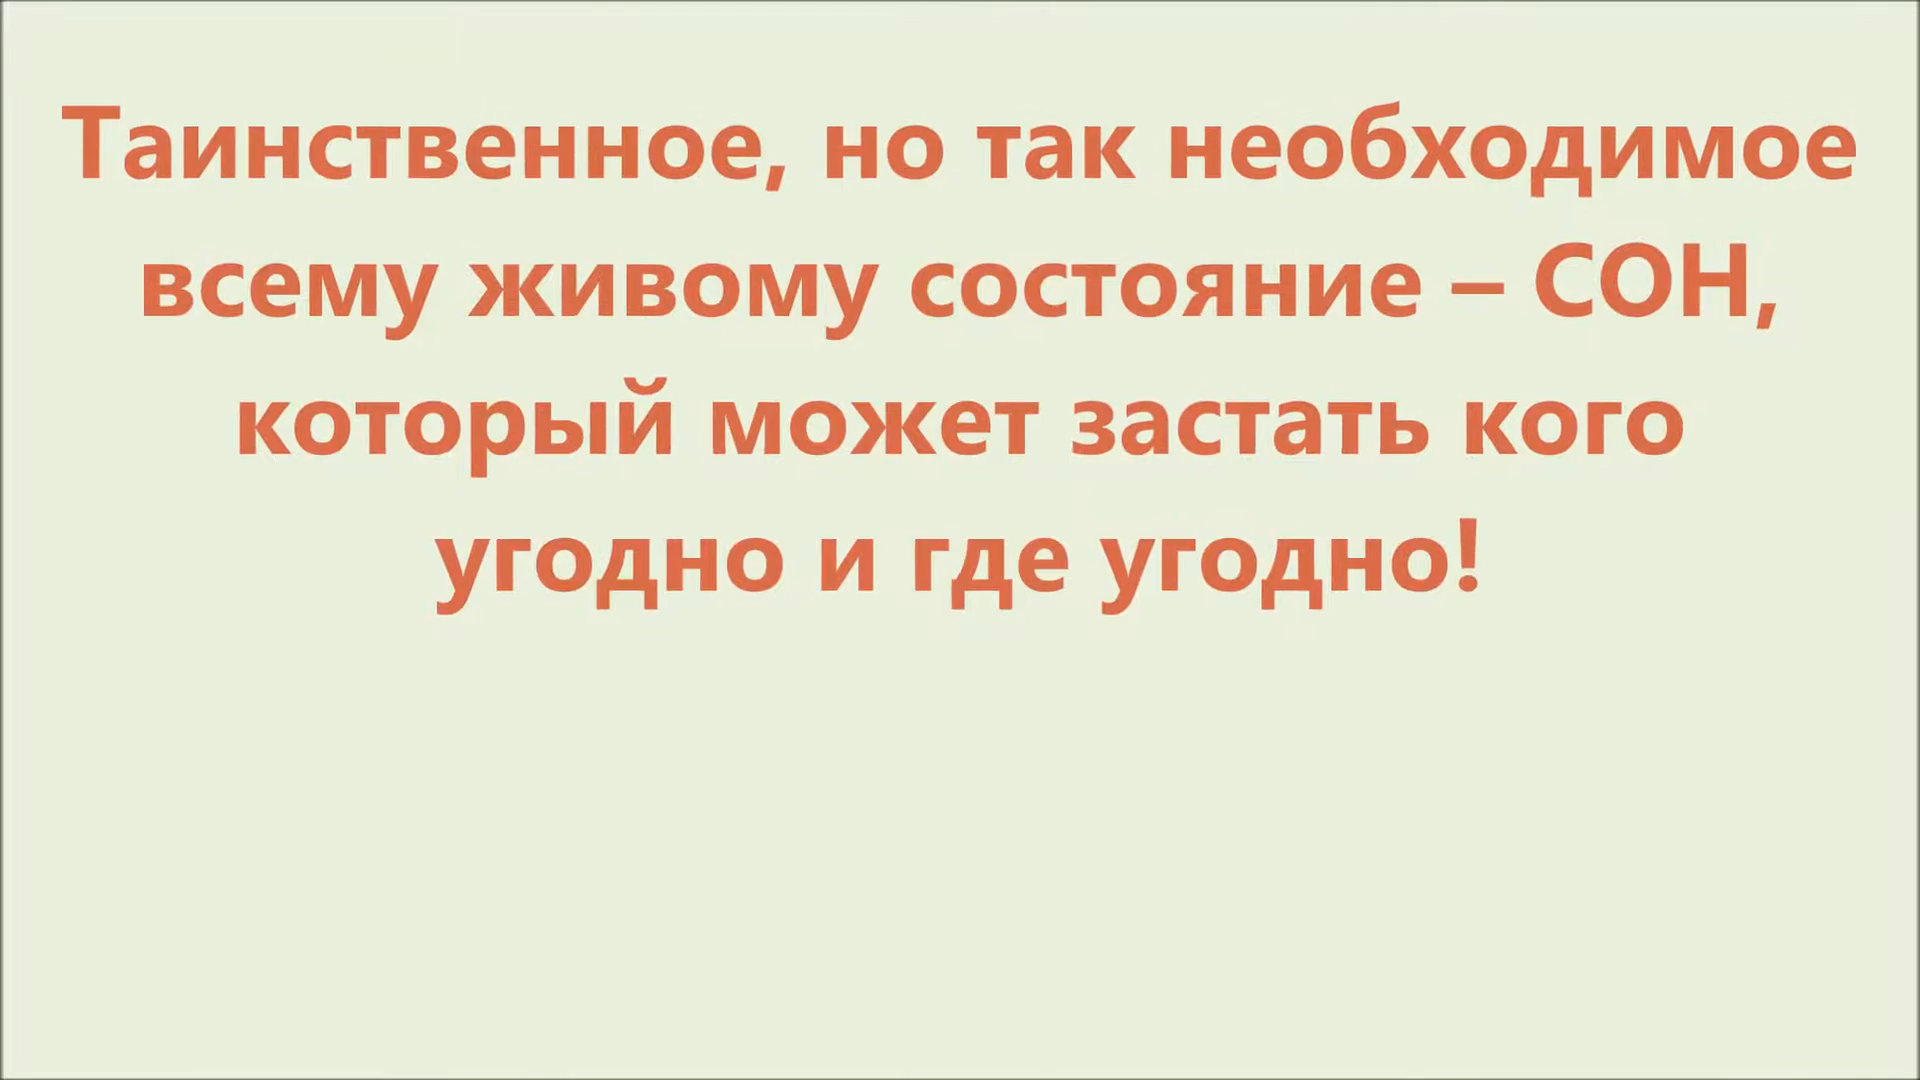 Таинственное, но так необходимое
всему живому состояние – СОН,
который может застать кого
угодно и где угодно!